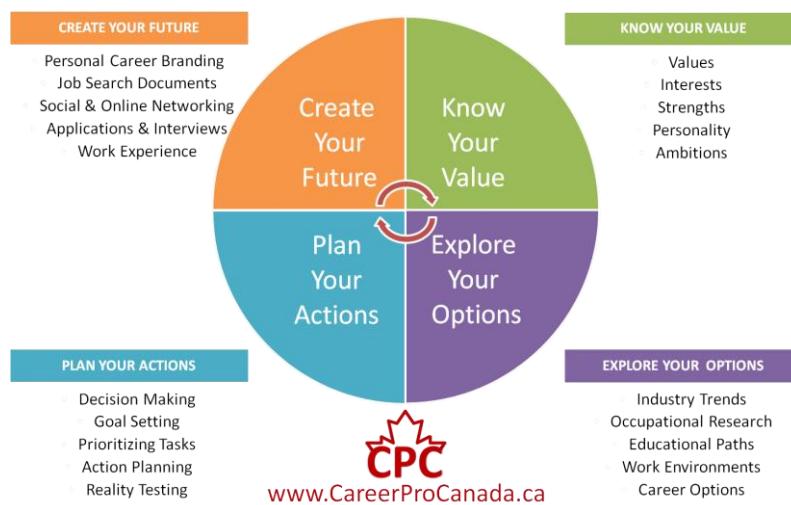 CREATE YOUR FUTURE
Personal Career Branding
Job Search Documents
Social & Online Networking
Applications & Interviews
Work Experience
KNOW YOUR VALUE
Values
Interests
Strengths
Personality
Ambitions
Create
Your
Future
Know
Your
Value
Plan
Your
Actions
Explore
Your
Options
PLAN YOUR ACTIONS
Decision Making
Goal Setting
Prioritizing Tasks
Action Planning
Reality Testing
EXPLORE YOUR OPTIONS
Industry Trends
Occupational Research
Educational Paths
Work Environments
Career Options
CPC
www.CareerProCanada.ca